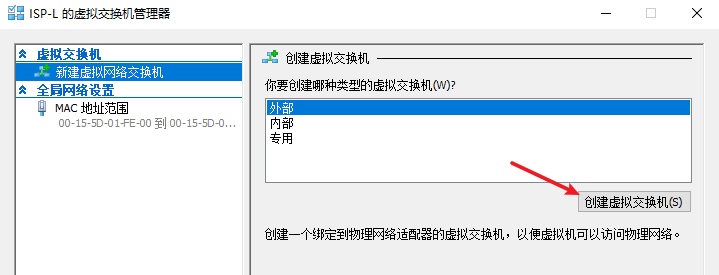 ISP-L 的虚拟交换机管理器
虚拟交换机
新建虚拟网络交换机
全局网络设置
MAC 地址范围
00-15-5D-01-FE-00 到 00-15-5D-0...
创建虚拟交换机
你要创建哪种类型的虚拟交换机(W)?
外部
内部
专用
创建虚拟交换机(S)
创建一个绑定到物理网络适配器的虚拟交换机，以便虚拟机可以访问物理网络。